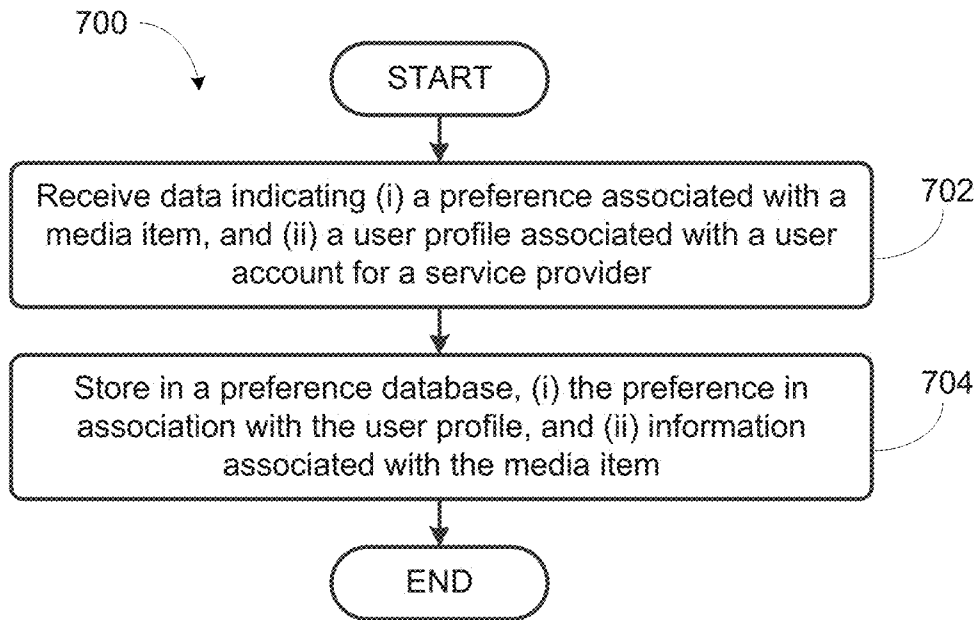 700
START
Receive data indicating (i) a preference associated with a
media item, and (ii) a user profile associated with a user
account for a service provider
702
Store in a preference database, (i) the preference in
association with the user profile, and (ii) information
associated with the media item
704
END